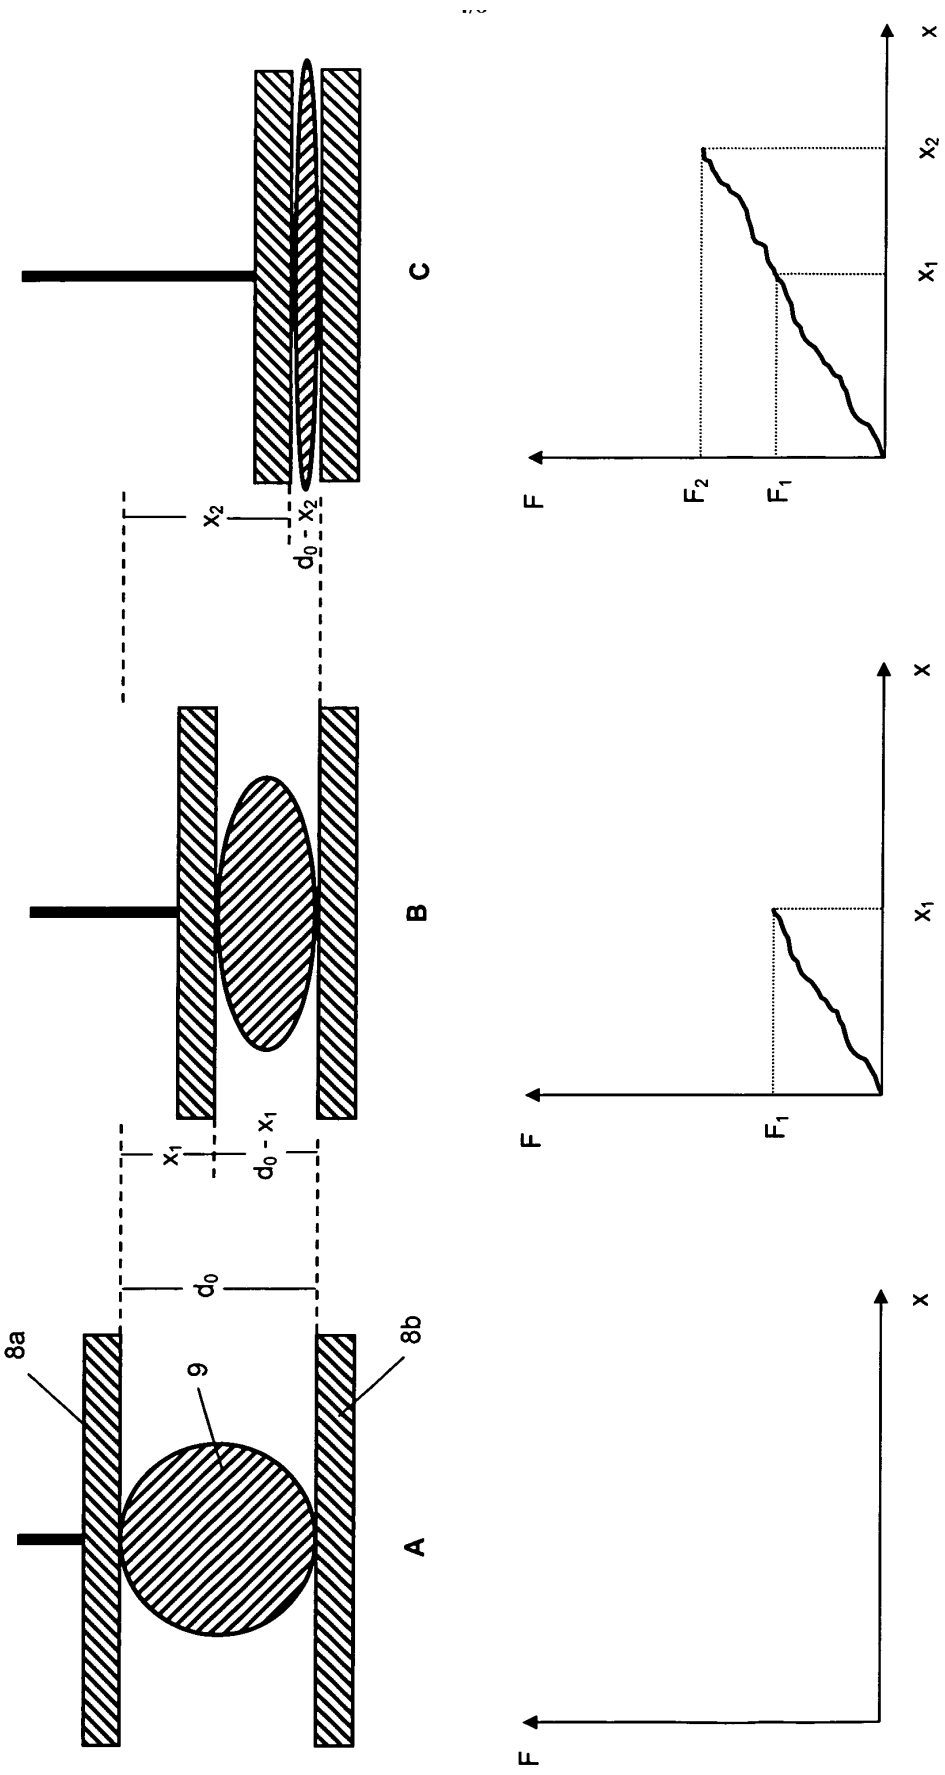 8a
9
8b
d₀
A
x₁
d₀ - x₁
B
x₂
d₀ - x₂
C
F
x
F
F₁
x₁
x
F
F₂
F₁
x₁
x₂
x